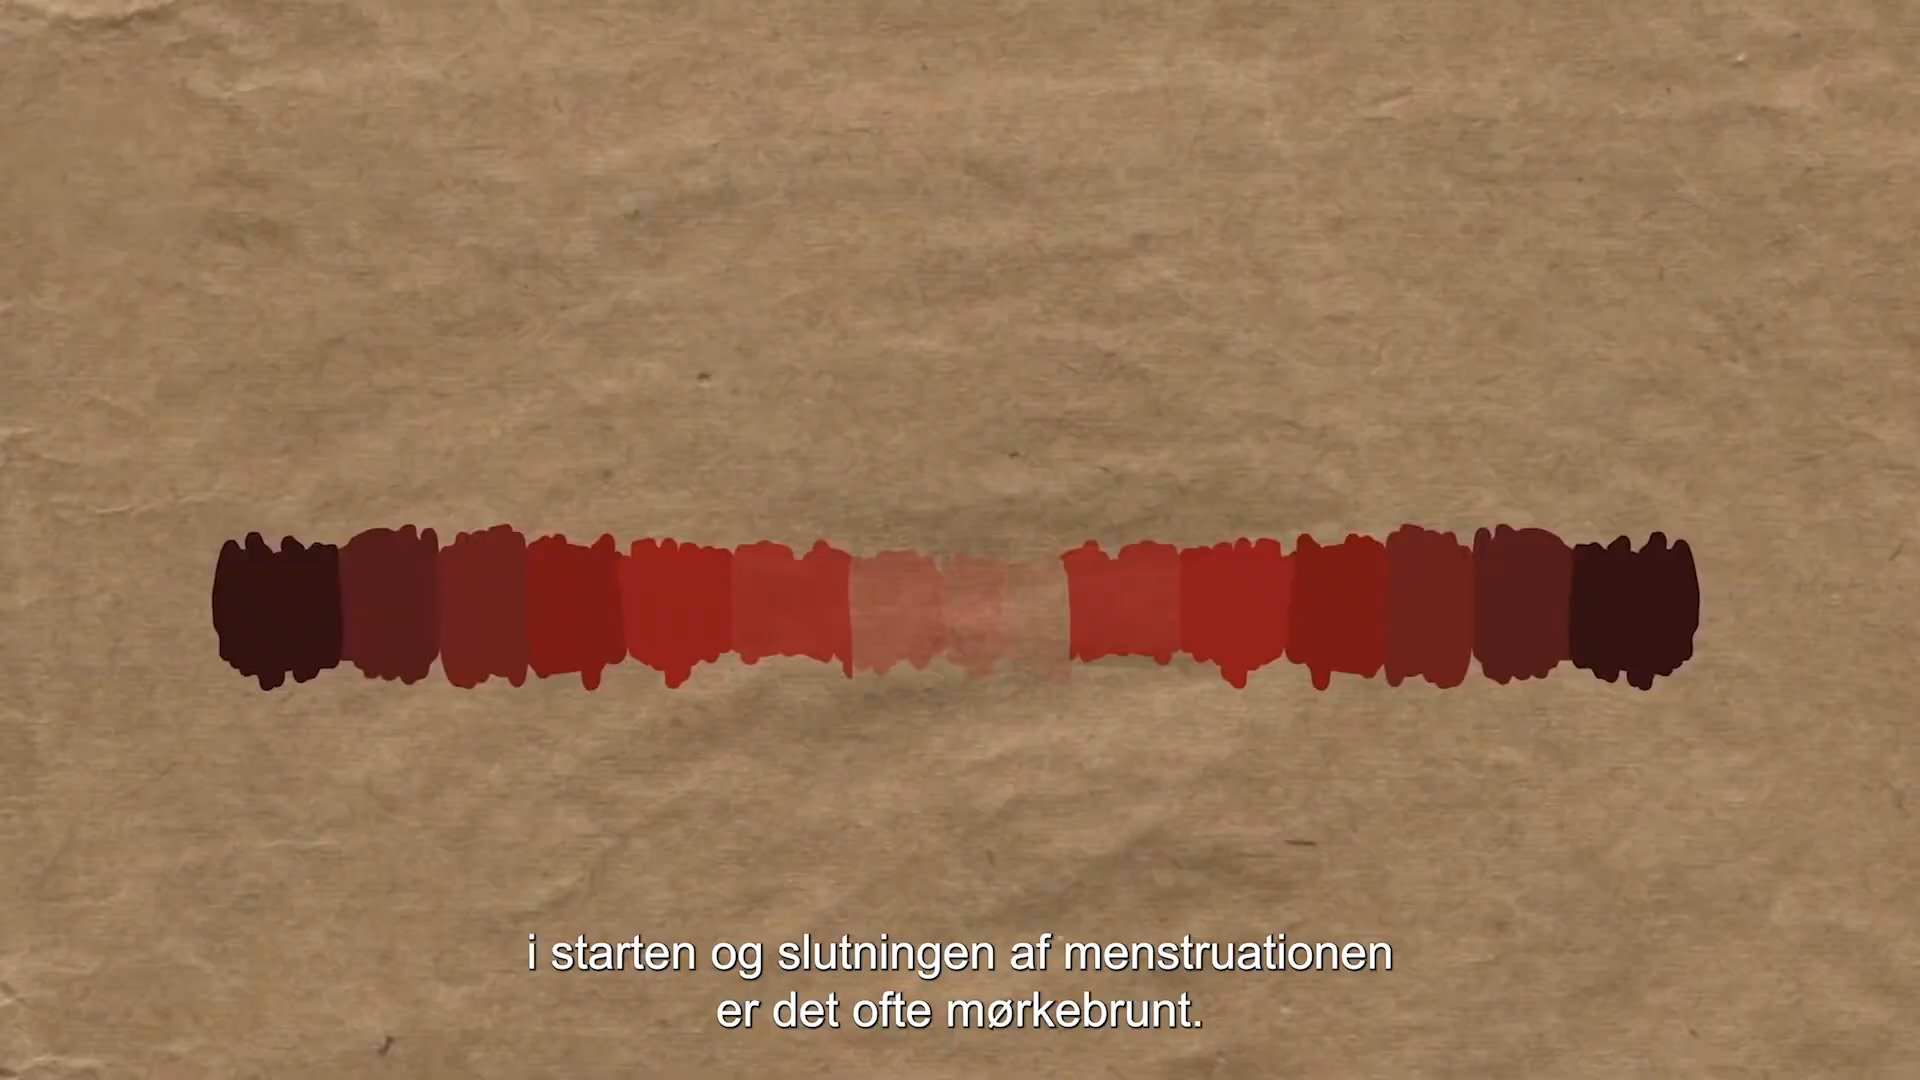 i starten og slutningen af menstruationen
er det ofte mørkebrunt.